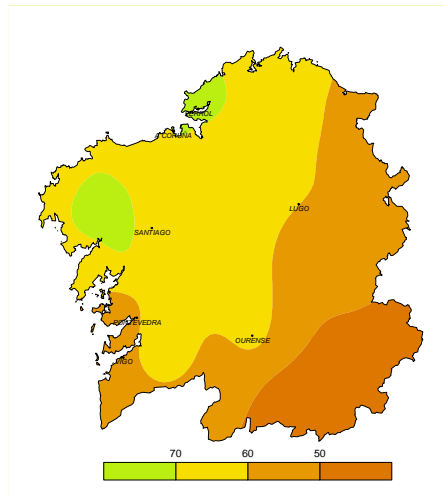 FERROL
A CORUÑA
LUGO
SANTIAGO
PONTEVEDRA
OURENSE
VIGO
70 60 50